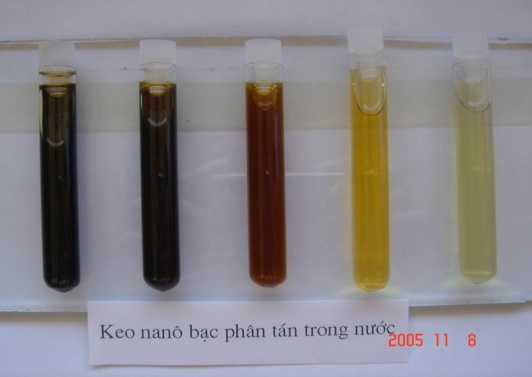 Keo nanô bạc phân tán trong nước
2005 11 8